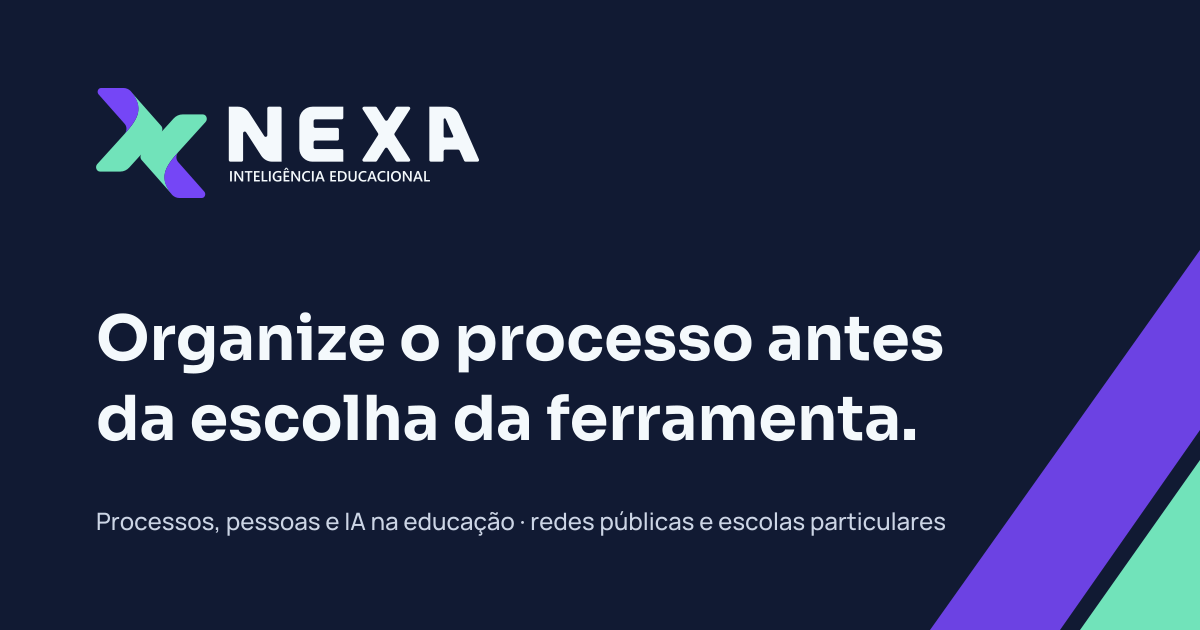 NEXA
INTELIGÊNCIA EDUCACIONAL
Organize o processo antes
da escolha da ferramenta.
Processos, pessoas e IA na educação · redes públicas e escolas particulares